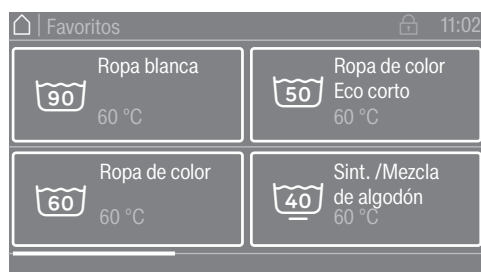 Favoritos 11:02
Ropa blanca
90
60 °C
Ropa de color
Eco corto
50
60 °C
Ropa de color
60
60 °C
Sint. /Mezcla
de algodón
40
60 °C